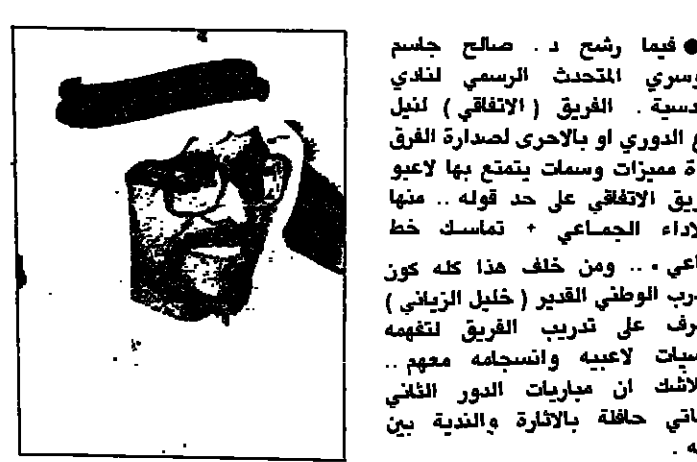 ● فيما رشح د . صالح جاسم
وسري المتحدث الرسمي لنادي
دسية . الفريق ( الاتفاقي ) لنيل
ع الدوري او بالاحرى لصدارة الفرق
ة مميزات وسمات يتمتع بها لاعبو
ريق الاتفاقي على حد قوله .. منها
لاداء الجمــاعي + تماسك خط
اعي » .. ومن خلف هذا كله كون
درب الوطني القدير ( خليل الزياني )
رف على تدريب الفريق لتفهمه
سيات لاعبيه وانسجامه معهم ..
لاشك ان مباريات الدور الثاني
اتي حافلة بالاثارة والندية بين
ه .